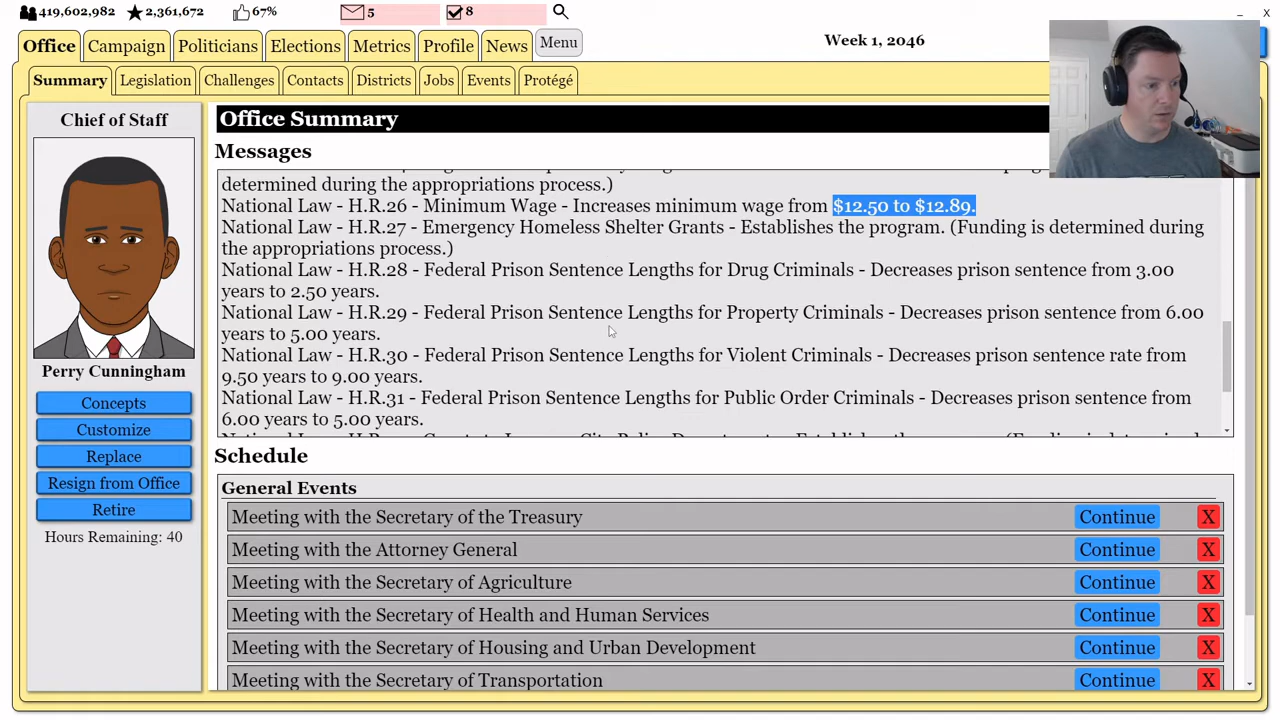 419,602,982 2,361,672 67% 5 8
Office Campaign Politicians Elections Metrics Profile News Menu
Week 1, 2046
Summary Legislation Challenges Contacts Districts Jobs Events Protégé
Chief of Staff
Perry Cunningham
Concepts
Customize
Replace
Resign from Office
Retire
Hours Remaining: 40
Office Summary
Messages
determined during the appropriations process.)
National Law - H.R.26 - Minimum Wage - Increases minimum wage from $12.50 to $12.89.
National Law - H.R.27 - Emergency Homeless Shelter Grants - Establishes the program. (Funding is determined during
the appropriations process.)
National Law - H.R.28 - Federal Prison Sentence Lengths for Drug Criminals - Decreases prison sentence from 3.00
years to 2.50 years.
National Law - H.R.29 - Federal Prison Sentence Lengths for Property Criminals - Decreases prison sentence from 6.00
years to 5.00 years.
National Law - H.R.30 - Federal Prison Sentence Lengths for Violent Criminals - Decreases prison sentence rate from
9.50 years to 9.00 years.
National Law - H.R.31 - Federal Prison Sentence Lengths for Public Order Criminals - Decreases prison sentence from
6.00 years to 5.00 years.
Schedule
General Events
Meeting with the Secretary of the Treasury Continue X
Meeting with the Attorney General Continue X
Meeting with the Secretary of Agriculture Continue X
Meeting with the Secretary of Health and Human Services Continue X
Meeting with the Secretary of Housing and Urban Development Continue X
Meeting with the Secretary of Transportation Continue X